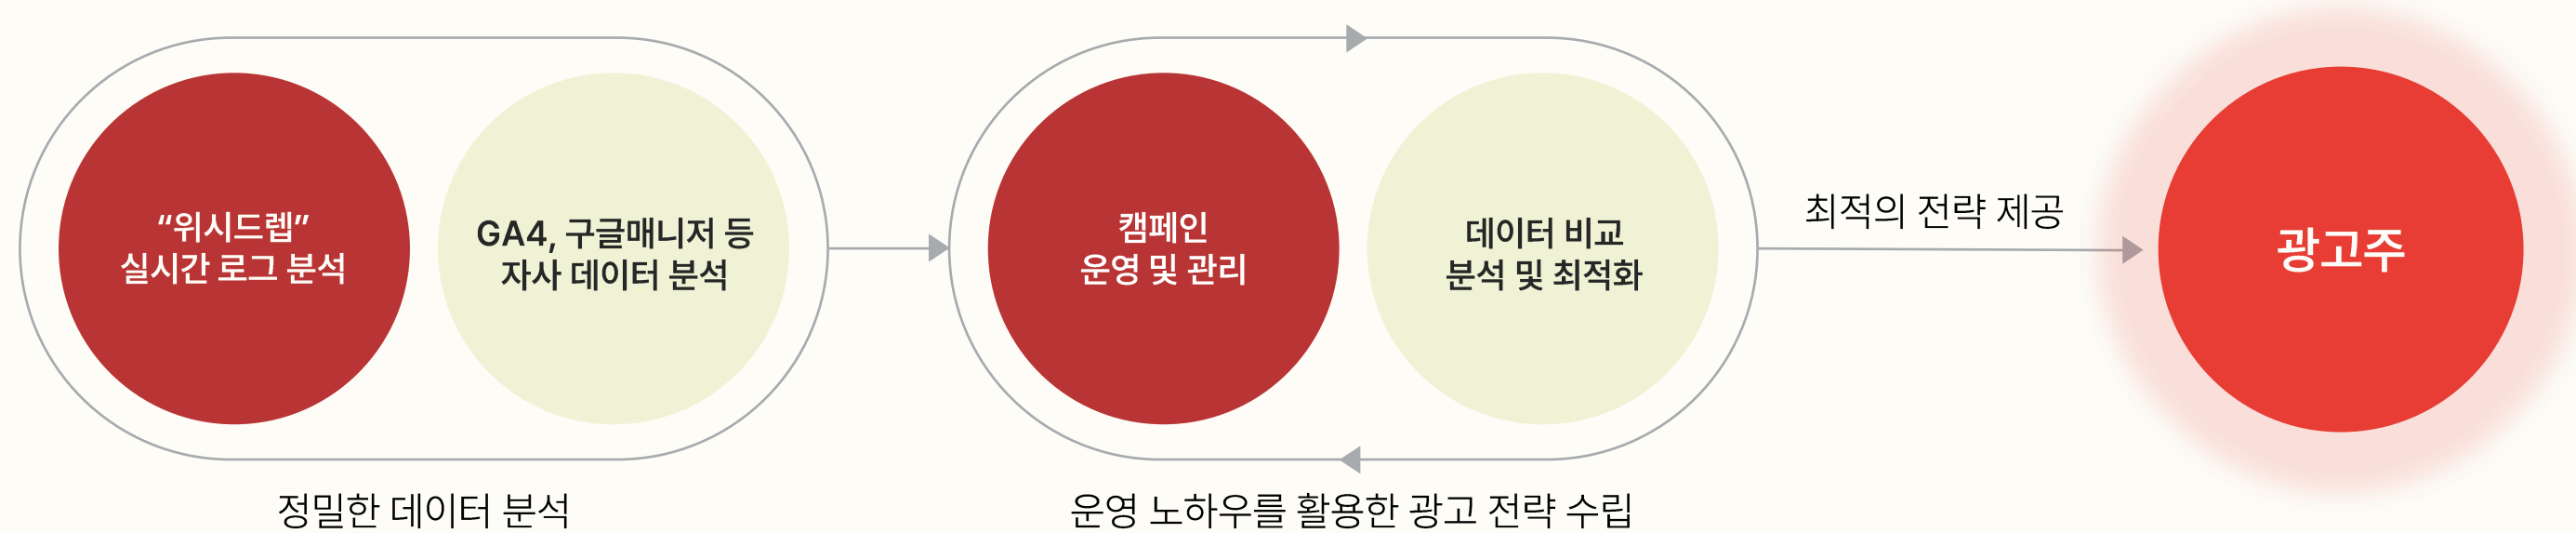 “위시드렙”
실시간 로그 분석
GA4, 구글매니저 등
자사 데이터 분석
정밀한 데이터 분석
캠페인
운영 및 관리
데이터 비교
분석 및 최적화
운영 노하우를 활용한 광고 전략 수립
최적의 전략 제공
광고주